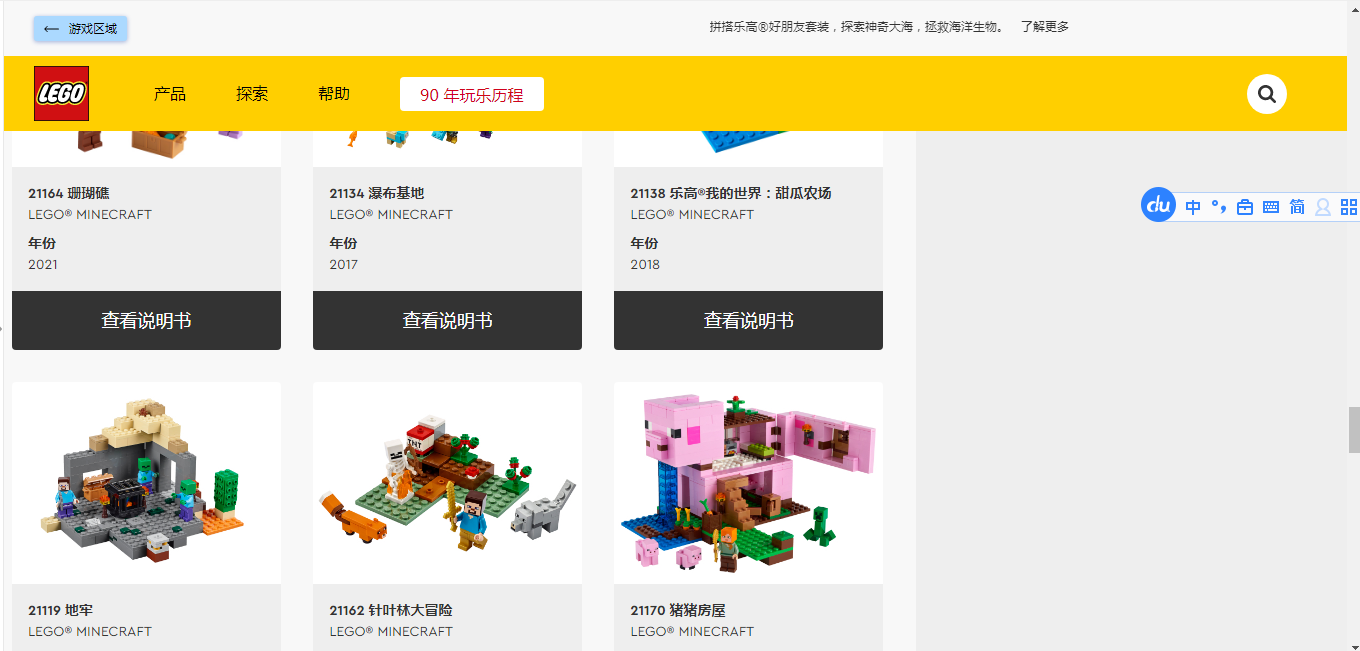 游戏区域
拼搭乐高®好朋友套装，探索神奇大海，拯救海洋生物。 了解更多
LEGO
产品 探索 帮助 90 年玩乐历程
21164 珊瑚礁
LEGO® MINECRAFT
年份
2021
查看说明书
21134 瀑布基地
LEGO® MINECRAFT
年份
2017
查看说明书
21138 乐高®我的世界：甜瓜农场
LEGO® MINECRAFT
年份
2018
查看说明书
du 中 °, 简
TNT
21119 地牢
LEGO® MINECRAFT
21162 针叶林大冒险
LEGO® MINECRAFT
21170 猪猪房屋
LEGO® MINECRAFT